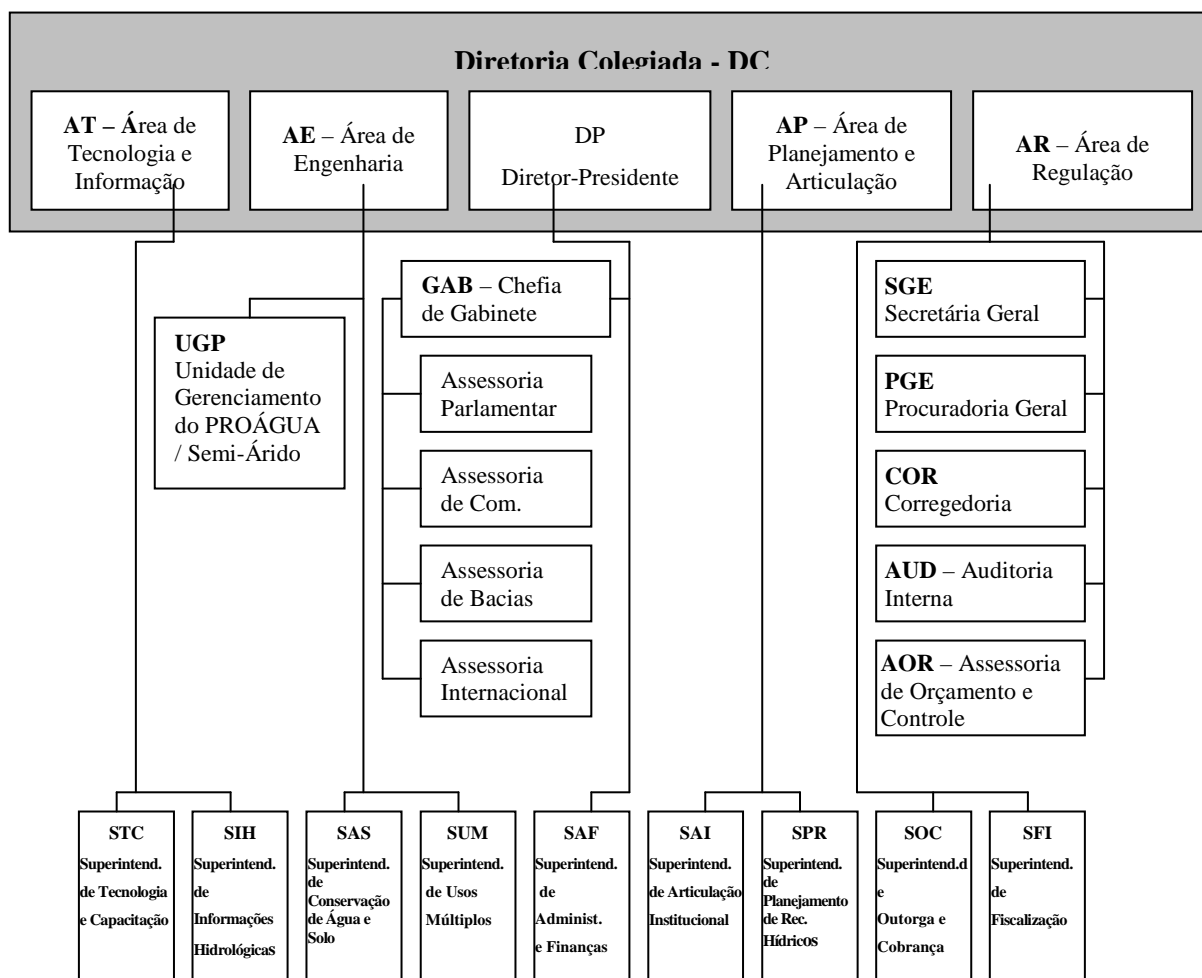 Diretoria Colegiada - DC
AT – Área de
Tecnologia e
Informação
AE – Área de
Engenharia
DP
Diretor-Presidente
AP – Área de
Planejamento e
Articulação
AR – Área de
Regulação
UGP
Unidade de
Gerenciamento
do PROÁGUA
/ Semi-Árido
GAB – Chefia
de Gabinete
Assessoria
Parlamentar
Assessoria
de Com.
Assessoria
de Bacias
Assessoria
Internacional
SGE
Secretária Geral
PGE
Procuradoria Geral
COR
Corregedoria
AUD – Auditoria
Interna
AOR – Assessoria
de Orçamento e
Controle
STC
Superintend.
de Tecnologia
e Capacitação
SIH
Superintend.
de
Informações
Hidrológicas
SAS
Superintend.
de
Conservação
de Água e
Solo
SUM
Superintend.
de Usos
Múltiplos
SAF
Superintend.
de
Administ.
e Finanças
SAI
Superintend.
de Articulação
Institucional
SPR
Superintend.
de
Planejamento
de Rec.
Hídricos
SOC
Superintend.d
e
Outorga e
Cobrança
SFI
Superintend.
de
Fiscalização